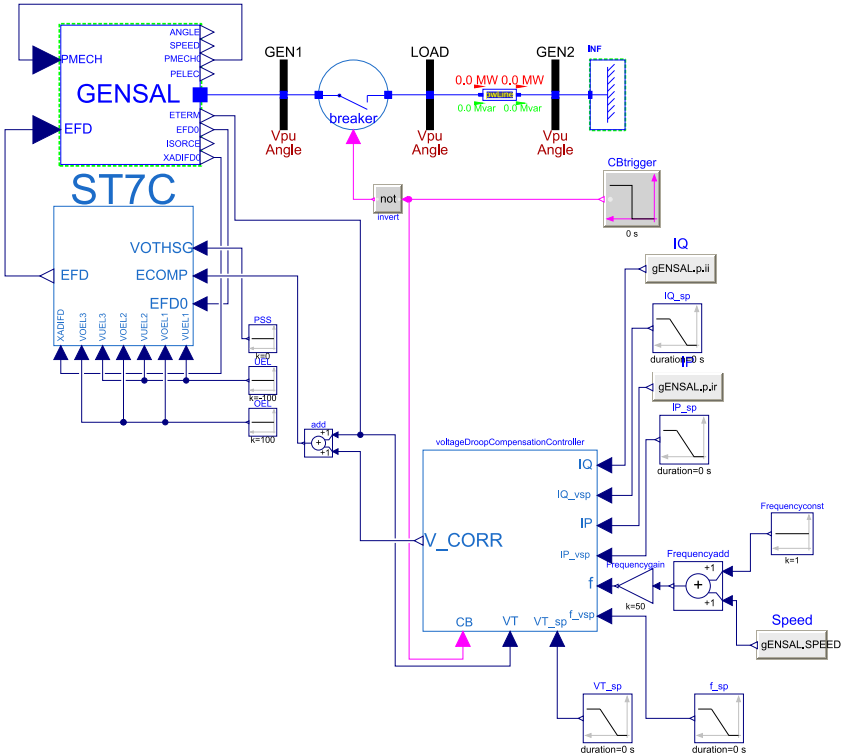 ANGLE
SPEED
PMECH
PMECH0
PELEC
GENSAL
ETERM
EFD
EFD0
ISORCE
XADIFD0
GEN1
LOAD
GEN2
INF
0.0 MW 0.0 MW
pwLine
0.0 Mvar 0.0 Mvar
breaker
Vpu
Angle
Vpu
Angle
Vpu
Angle
ST7C
not
invert
CBtrigger
0 s
VOTHSG
EFD
ECOMP
EFD0
XADIFD
VOEL3
VUEL3
VOEL2
VUEL2
VOEL1
VUEL1
PSS
k=0
UEL
k=-100
OEL
k=100
add
+1
+
+1
IQ
gENSAL.p.ii
IQ_sp
duration=0 s
IP
gENSAL.p.ir
IP_sp
duration=0 s
voltageDroopCompensationController
IQ
IQ_vsp
IP
V_CORR
IP_vsp
f
f_vsp
CB
VT
VT_sp
Frequencygain
k=50
Frequencyadd
+1
+
+1
Frequencyconst
k=1
Speed
gENSAL.SPEED
VT_sp
duration=0 s
f_sp
duration=0 s